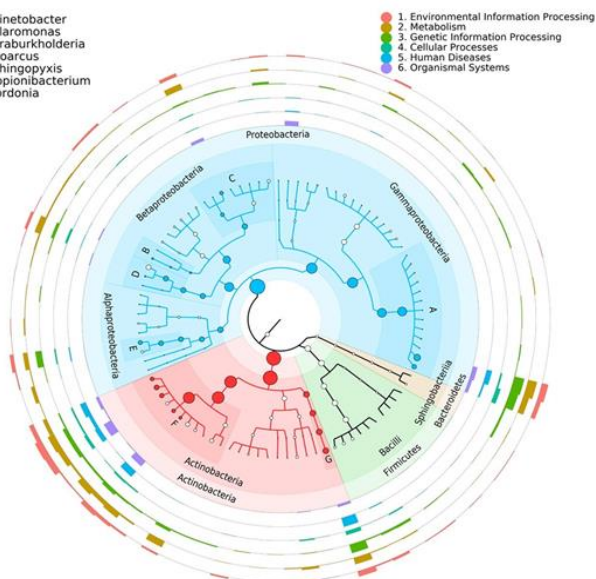 inetobacter
laromonas
raburkholderia
oarcus
hingopyxis
opionibacterium
ordonia
1. Environmental Information Processing
2. Metabolism
3. Genetic Information Processing
4. Cellular Processes
5. Human Diseases
6. Organismal Systems
Proteobacteria
Betaproteobacteria
C
Gammaproteobacteria
B
D
A
Alphaproteobacteria
E
Sphingobacteriia
Bacteroidetes
F
G
Bacilli
Firmicutes
Actinobacteria
Actinobacteria